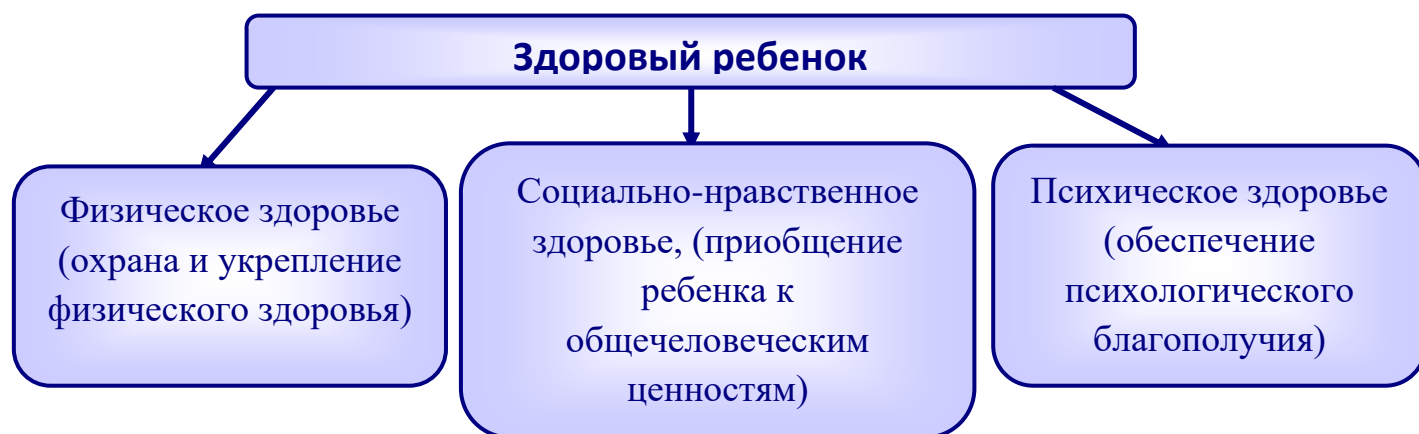 Здоровый ребенок
Физическое здоровье
(охрана и укрепление
физического здоровья)
Социально-нравственное
здоровье, (приобщение
ребенка к
общечеловеческим
ценностям)
Психическое здоровье
(обеспечение
психологического
благополучия)